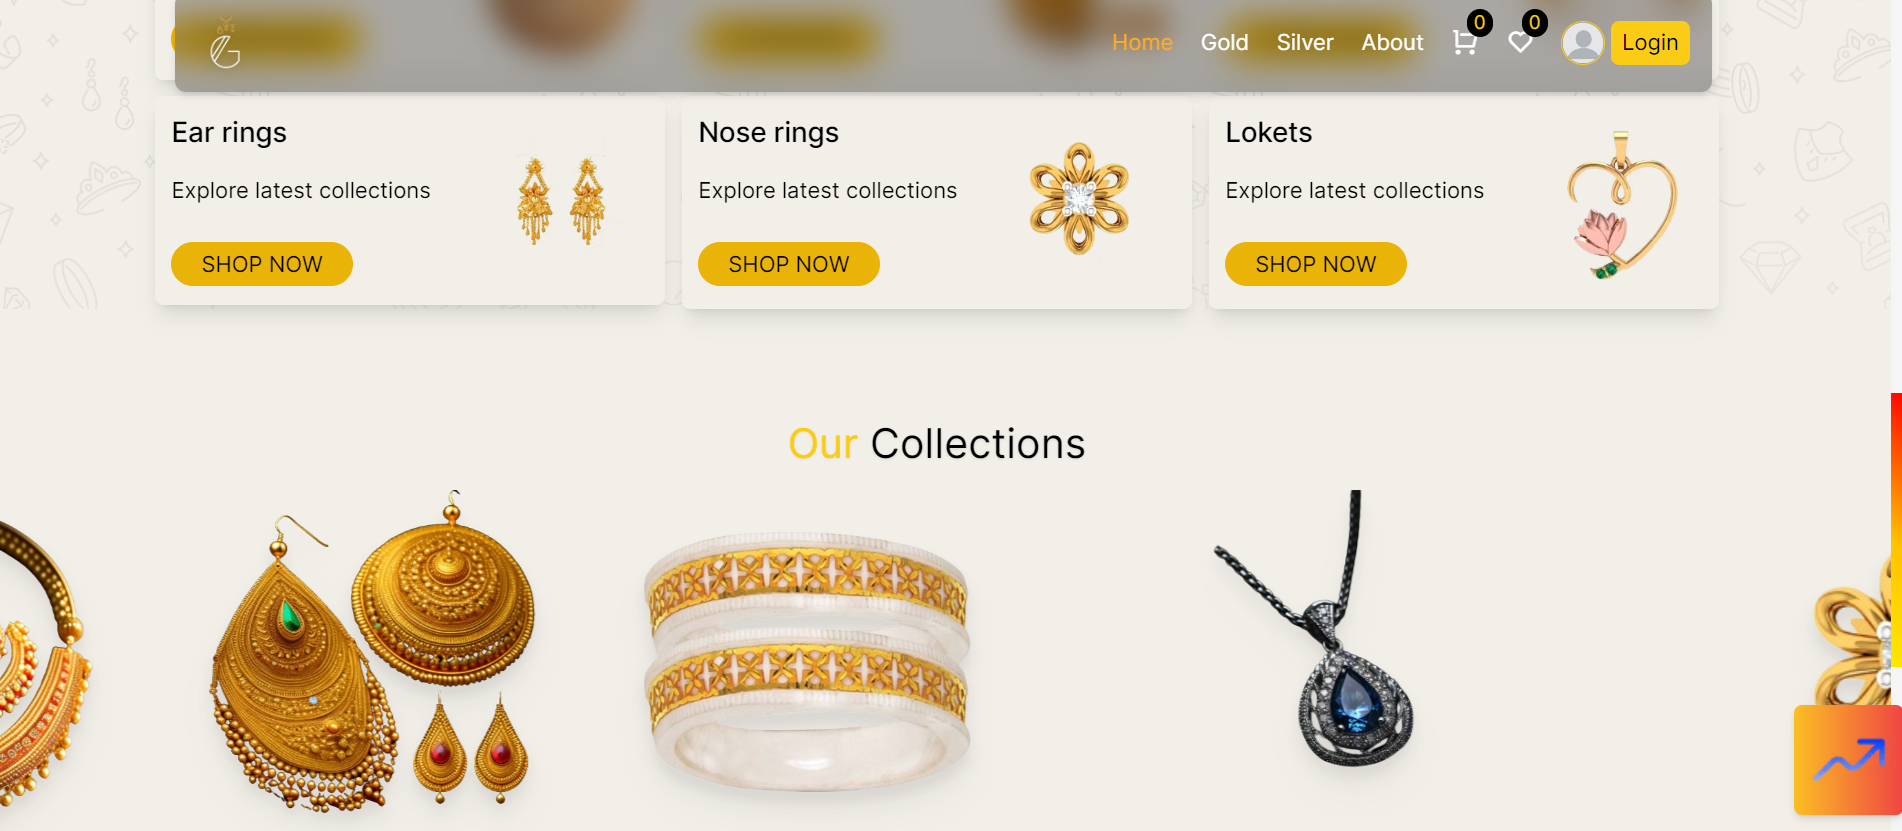 Home Gold Silver About 0 0 Login
Ear rings
Explore latest collections
SHOP NOW
Nose rings
Explore latest collections
SHOP NOW
Lokets
Explore latest collections
SHOP NOW
Our Collections